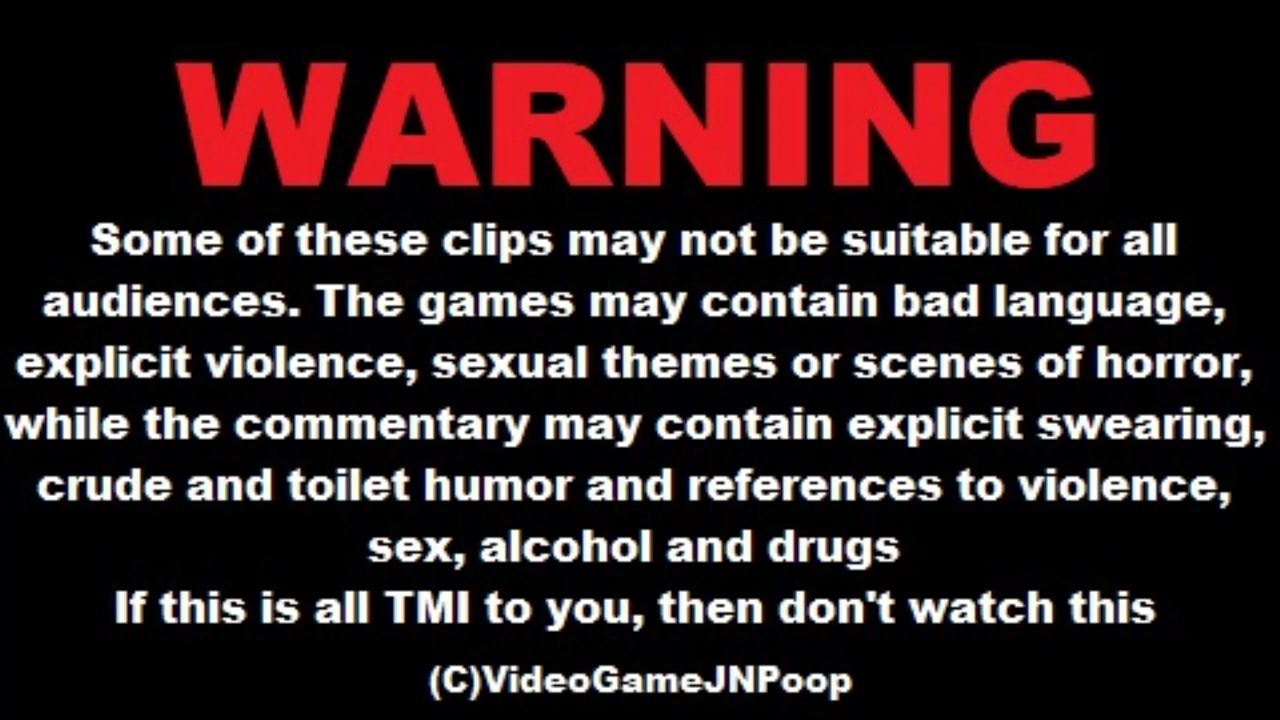 WARNING
Some of these clips may not be suitable for all
audiences. The games may contain bad language,
explicit violence, sexual themes or scenes of horror,
while the commentary may contain explicit swearing,
crude and toilet humor and references to violence,
sex, alcohol and drugs
If this is all TMI to you, then don't watch this
(C)VideoGameJNPoop